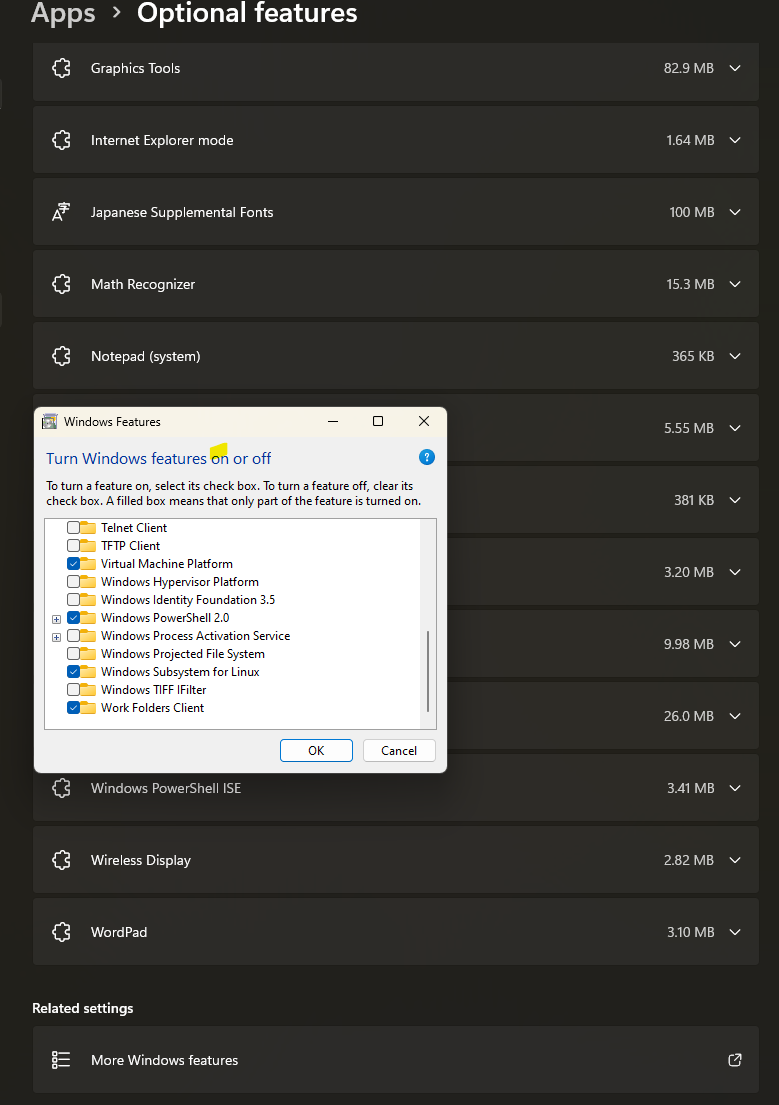 Apps > Optional features
Graphics Tools 82.9 MB
Internet Explorer mode 1.64 MB
Japanese Supplemental Fonts 100 MB
Math Recognizer 15.3 MB
Notepad (system) 365 KB
5.55 MB
381 KB
3.20 MB
9.98 MB
26.0 MB
Windows Features
Turn Windows features on or off
To turn a feature on, select its check box. To turn a feature off, clear its
check box. A filled box means that only part of the feature is turned on.
Telnet Client
TFTP Client
Virtual Machine Platform
Windows Hypervisor Platform
Windows Identity Foundation 3.5
Windows PowerShell 2.0
Windows Process Activation Service
Windows Projected File System
Windows Subsystem for Linux
Windows TIFF IFilter
Work Folders Client
OK Cancel
Windows PowerShell ISE 3.41 MB
Wireless Display 2.82 MB
WordPad 3.10 MB
Related settings
More Windows features